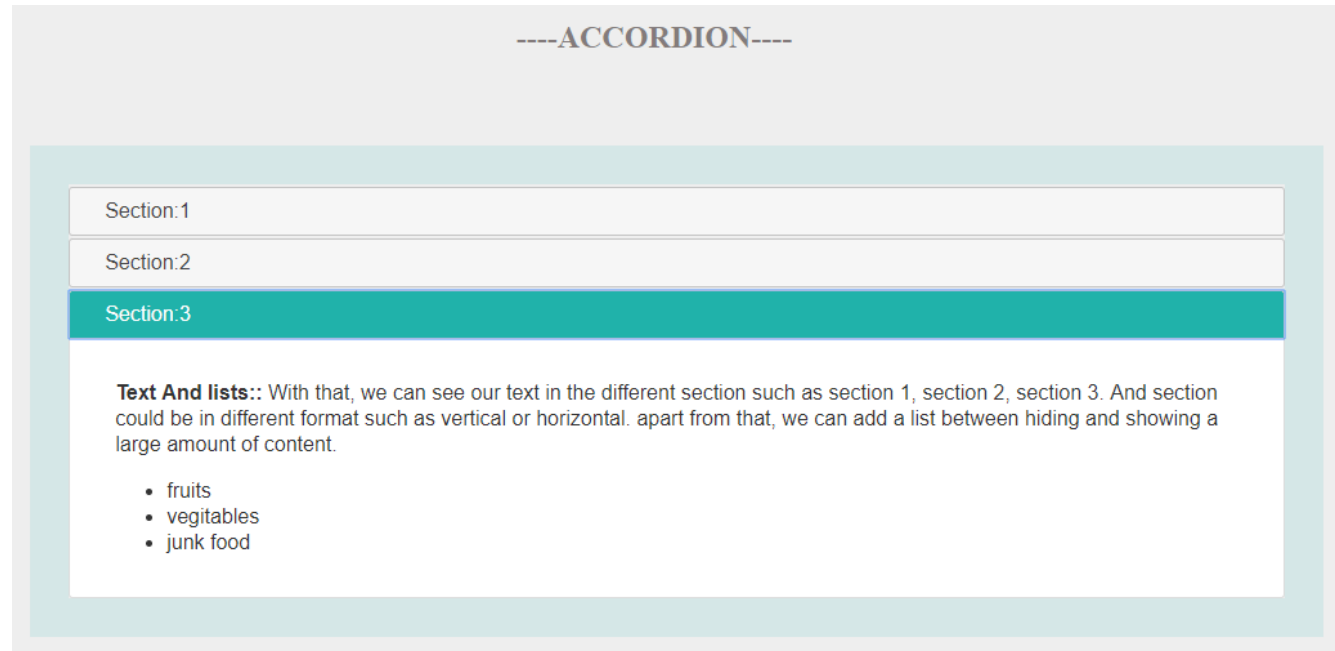 ----ACCORDION----
Section:1
Section:2
Section:3
Text And lists:: With that, we can see our text in the different section such as section 1, section 2, section 3. And section
could be in different format such as vertical or horizontal. apart from that, we can add a list between hiding and showing a
large amount of content.
• fruits
• vegitables
• junk food